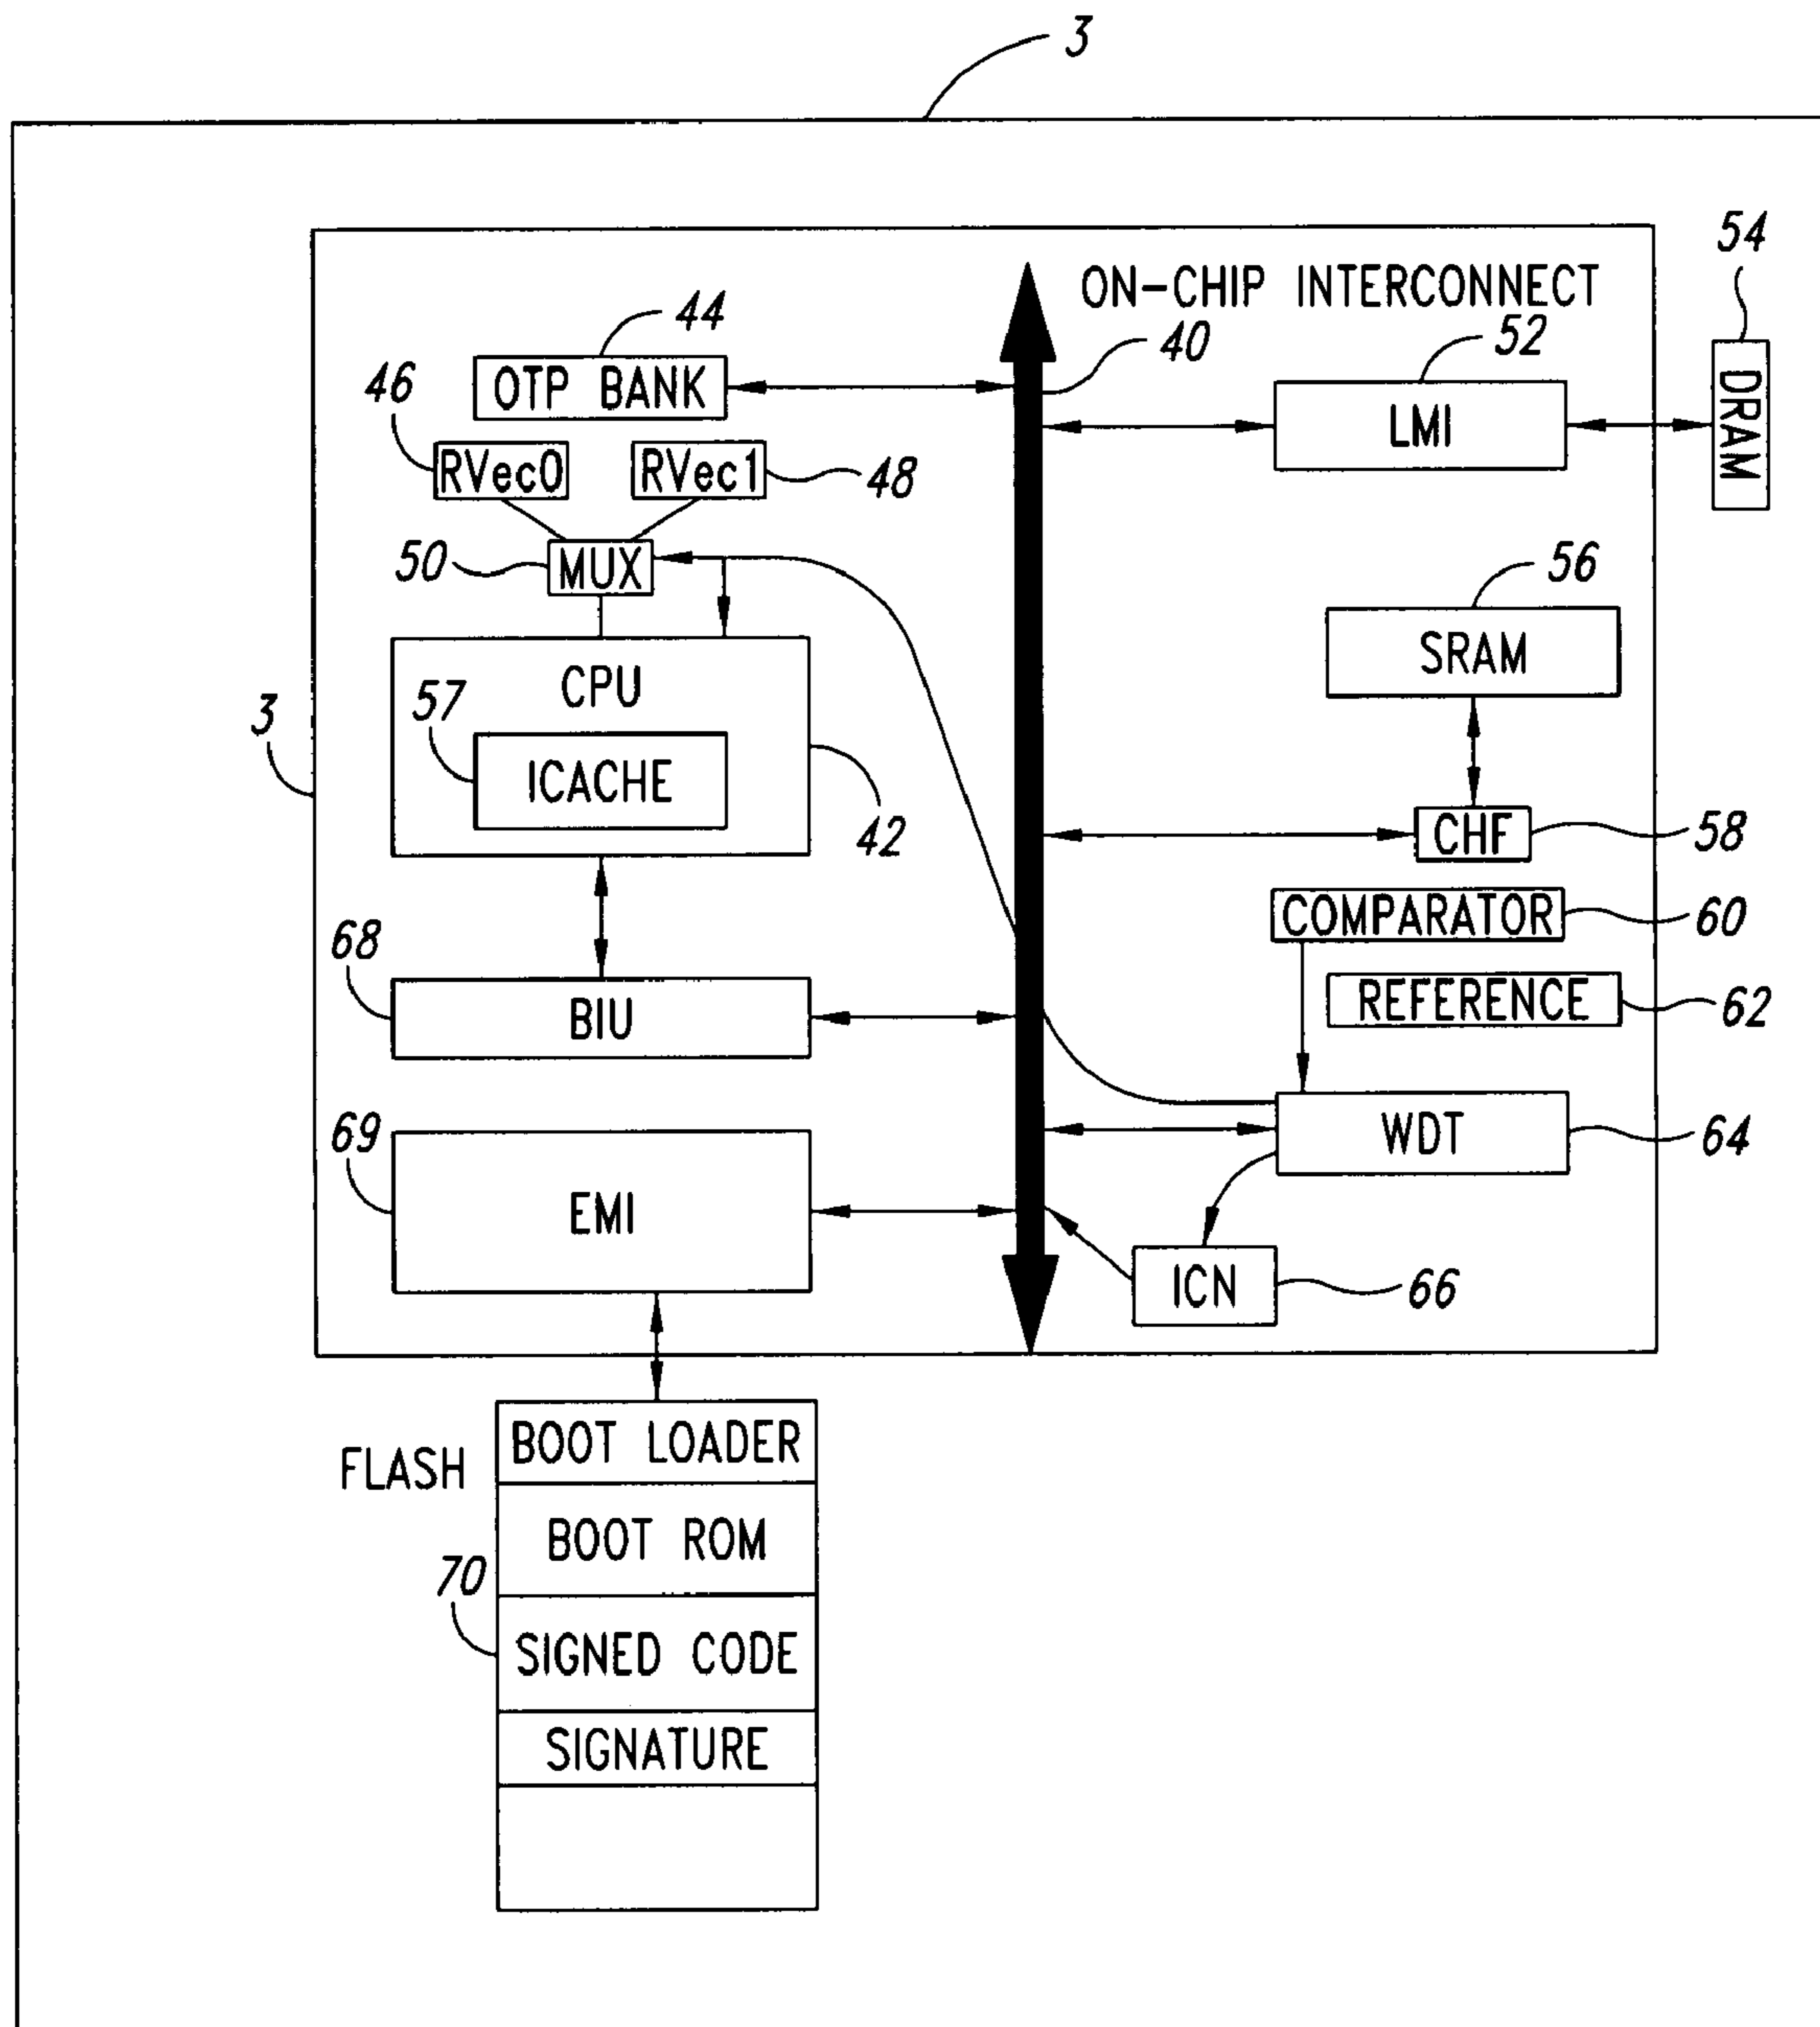 3
54
ON-CHIP INTERCONNECT
44
40
52
46
OTP BANK
LMI
DRAM
RVec0
RVec1
48
50
MUX
56
SRAM
CPU
57
3
ICACHE
42
CHF
58
COMPARATOR
60
68
REFERENCE
62
BIU
69
WDT
64
EMI
ICN
66
BOOT LOADER
FLASH
BOOT ROM
70
SIGNED CODE
SIGNATURE